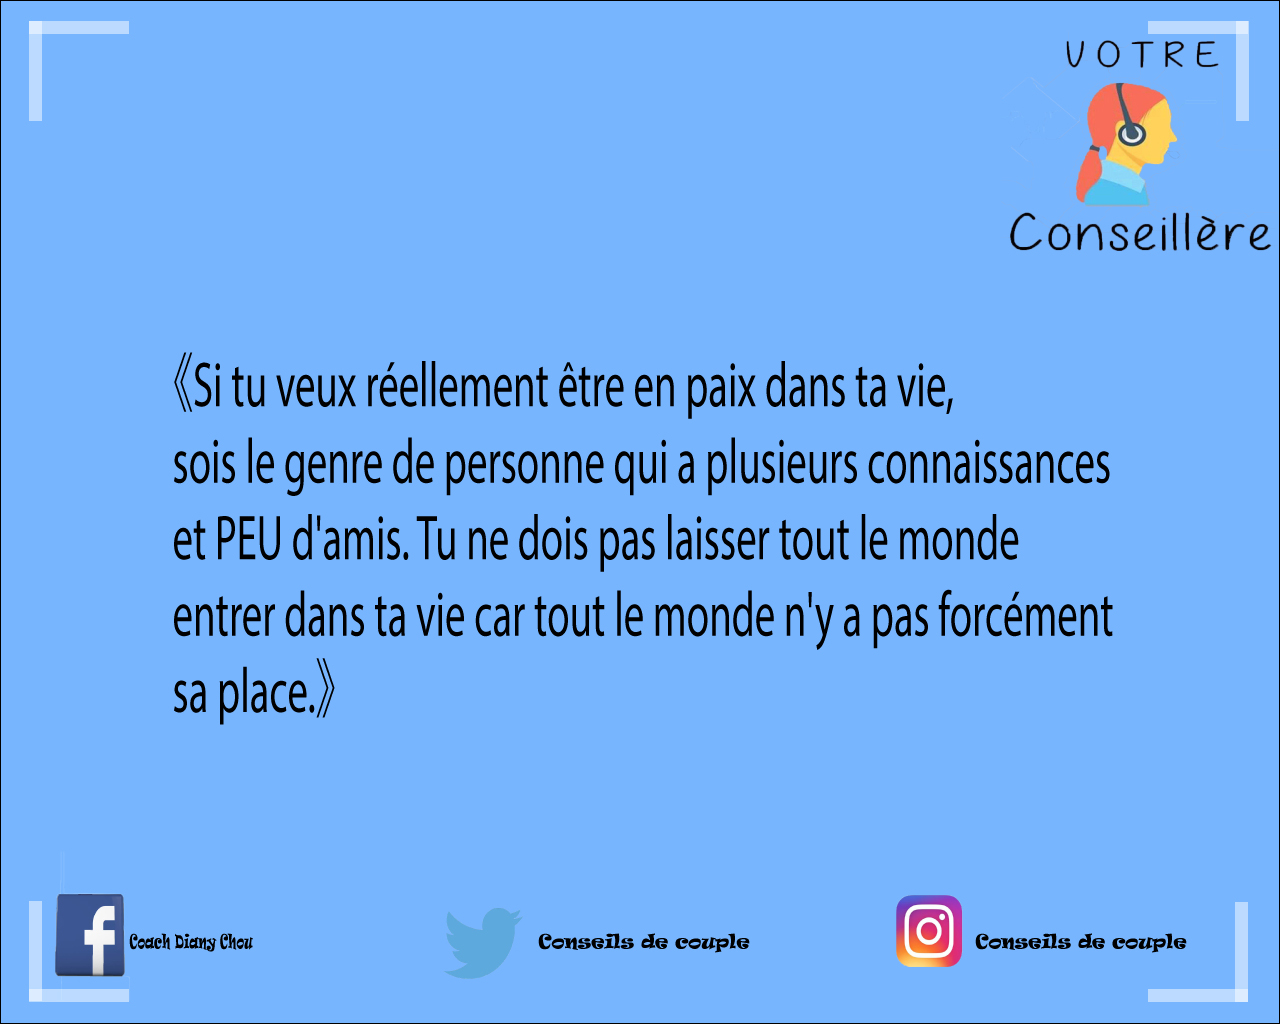 VOTRE
Conseillère
《Si tu veux réellement être en paix dans ta vie,
sois le genre de personne qui a plusieurs connaissances
et PEU d'amis. Tu ne dois pas laisser tout le monde
entrer dans ta vie car tout le monde n'y a pas forcément
sa place.》
Coach Diany Chou
Conseils de couple
Conseils de couple